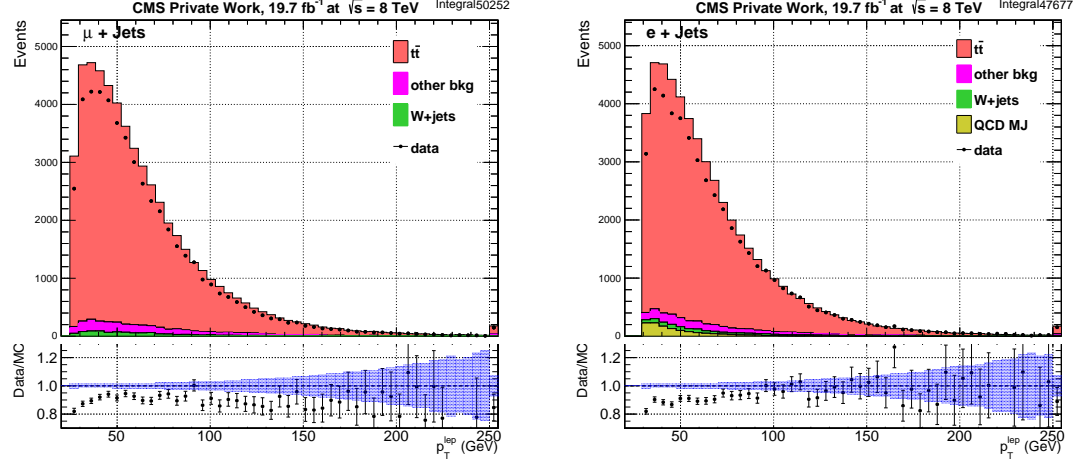 CMS Private Work, 19.7 fb⁻¹ at √s = 8 TeV Integral50252
Events
μ + Jets
5000
4000
3000
2000
1000
0
tt̄
other bkg
W+jets
data
Data/MC
1.2
1.0
0.8
50 100 150 200 250
p_T^lep (GeV)
CMS Private Work, 19.7 fb⁻¹ at √s = 8 TeV Integral47677
Events
e + Jets
5000
4000
3000
2000
1000
0
tt̄
other bkg
W+jets
QCD MJ
data
Data/MC
1.2
1.0
0.8
50 100 150 200 250
p_T^lep (GeV)